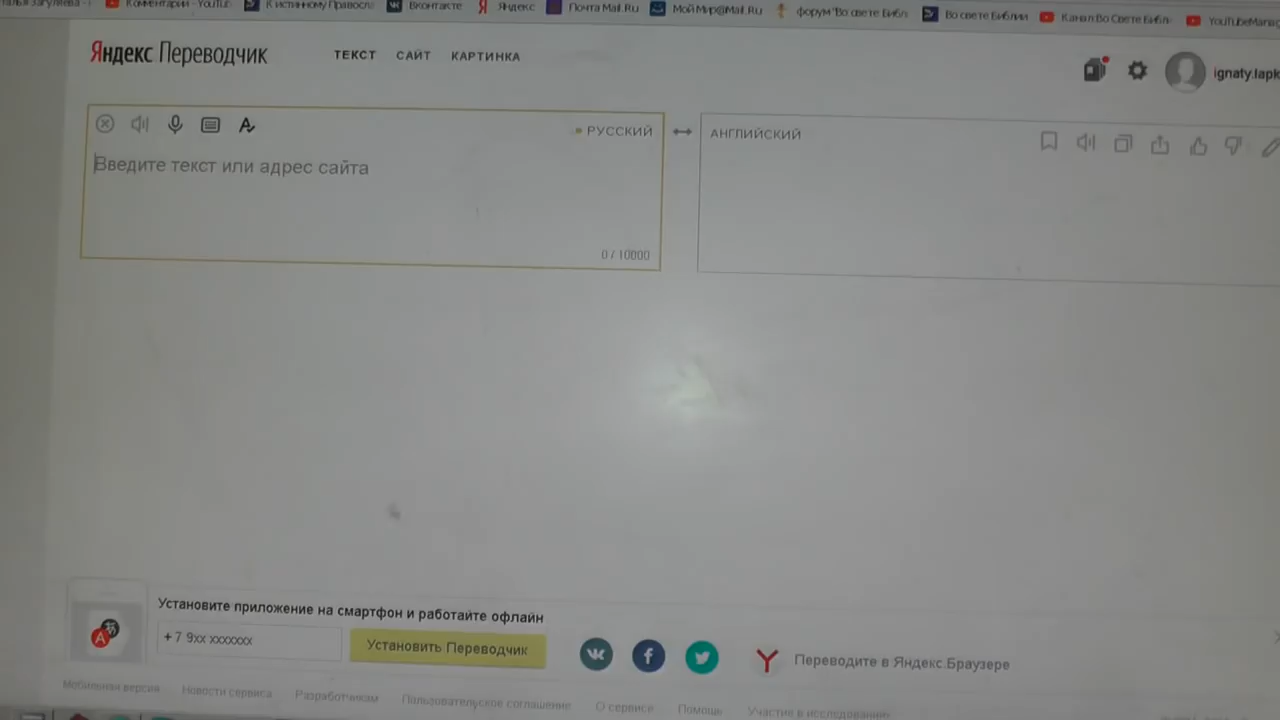 Комментарии - YouTube К истинному Правосла Вконтакте Яндекс Почта Mail.Ru Мой Мир@Mail.Ru форум "Во свете Библ Во свете Библии Канал Во Свете Библ YouTube
Яндекс Переводчик ТЕКСТ САЙТ КАРТИНКА ignaty.lapk
РУССКИЙ АНГЛИЙСКИЙ
Введите текст или адрес сайта
0 / 10000
Установите приложение на смартфон и работайте офлайн
+ 7 9xx xxxxxxx Установить Переводчик Переводите в Яндекс.Браузере
Мобильная версия Новости сервиса Разработчикам Пользовательское соглашение О сервисе Помощь Участие в исследованиях